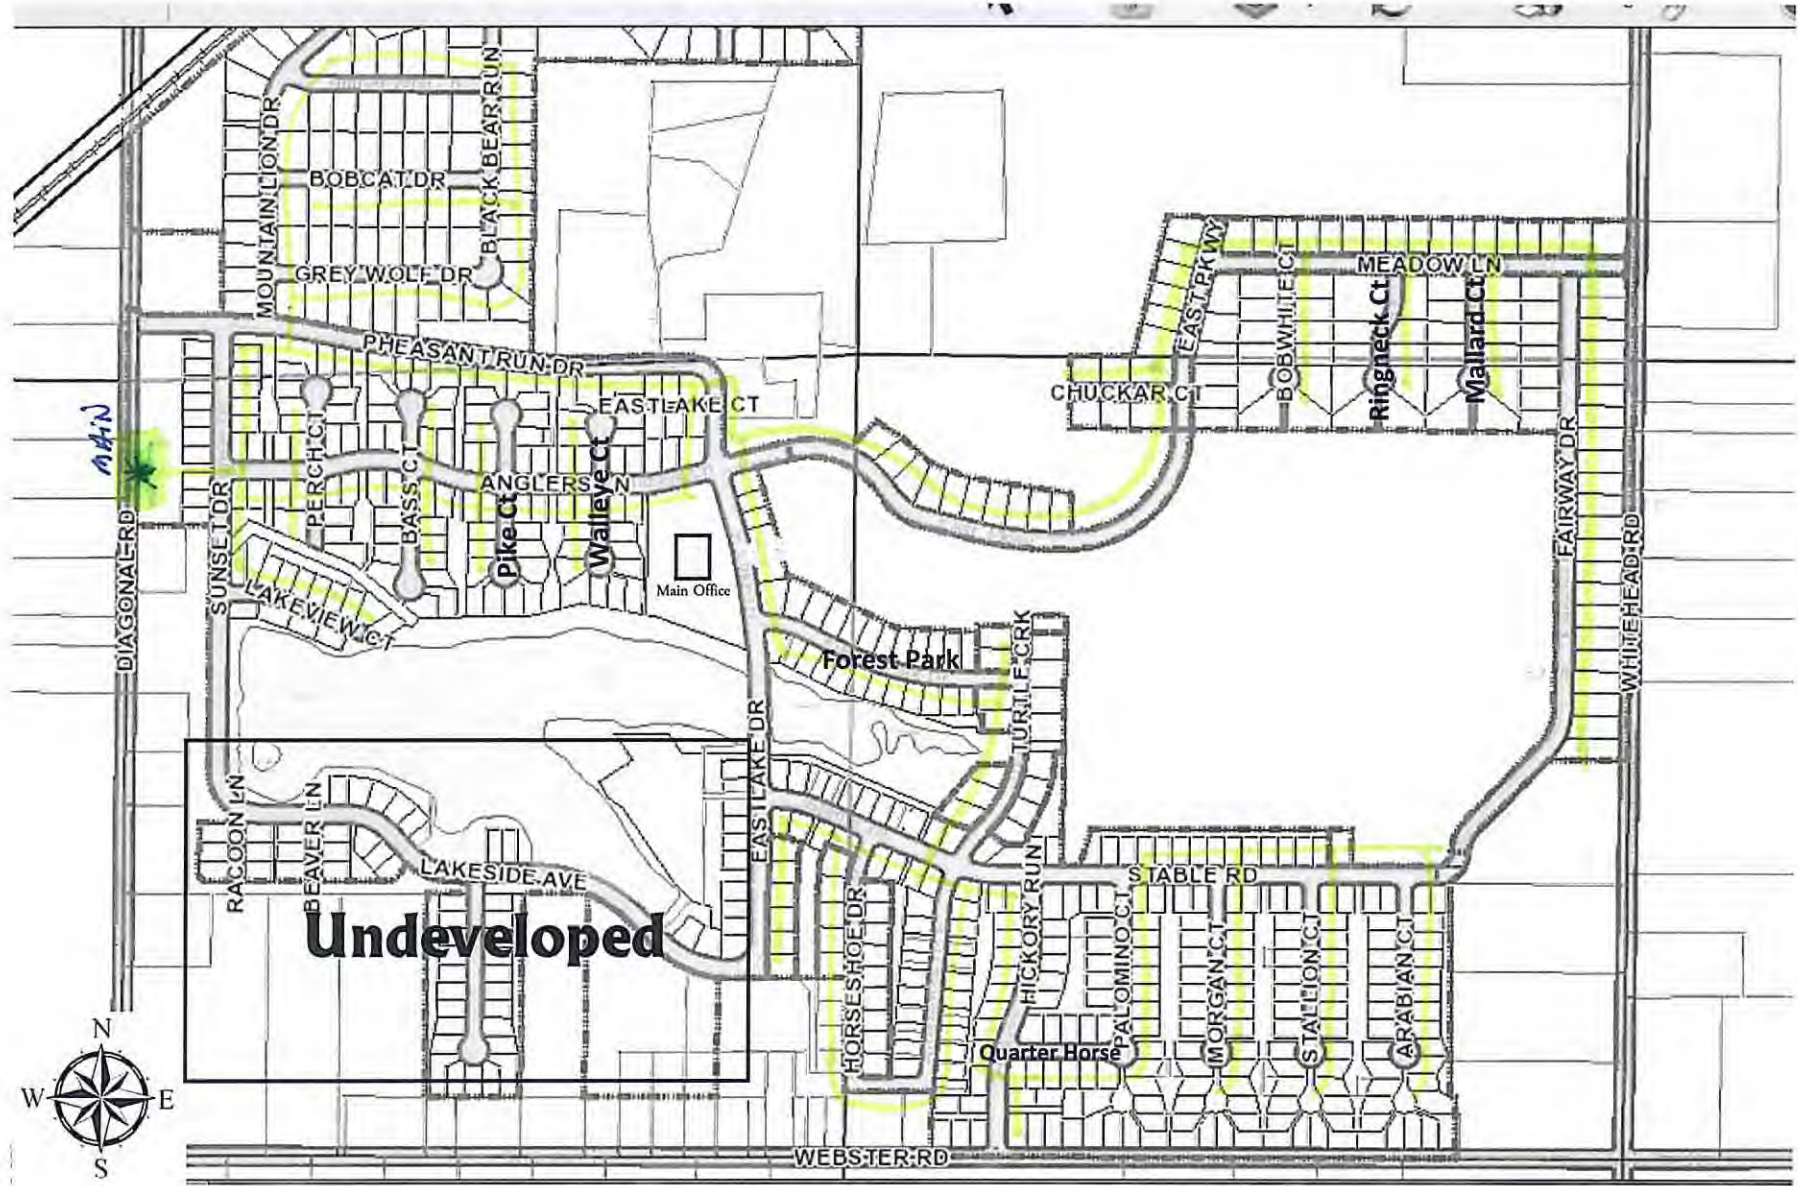 BLACK BEAR RUN
MOUNTAIN LION DR
BOBCAT DR
GREY WOLF DR
EAST PKWY
MEADOW LN
BOBWHITE CT
Ringneck Ct
Mallard Ct
PHEASANT RUN DR
CHUCKAR CT
EASTLAKE CT
MAIN
PERCH CT
BASS CT
ANGLERS LN
Pike Ct
Walleye Ct
SUNSET DR
DIAGONAL RD
FAIRWAY DR
WHITEHEAD RD
Main Office
LAKEVIEW CT
Forest Park
TURTLE CRK
EAST LAKE DR
RACOON LN
BEAVER LN
LAKESIDE AVE
Undeveloped
STABLE RD
HORSESHOE DR
HICKORY RUN
PALOMINO CT
MORGAN CT
STALLION CT
ARABIAN CT
Quarter Horse
N
W
E
S
WEBSTER RD